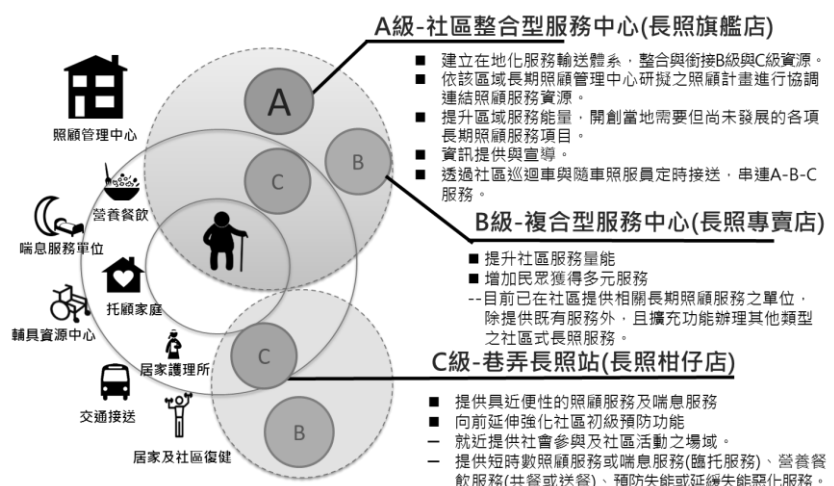 A級-社區整合型服務中心(長照旗艦店)
■ 建立在地化服務輸送體系，整合與銜接B級與C級資源。
■ 依該區域長期照顧管理中心研擬之照顧計畫進行協調
連結照顧服務資源。
■ 提升區域服務能量，開創當地需要但尚未發展的各項
長期照顧服務項目。
■ 資訊提供與宣導。
■ 透過社區巡迴車與隨車照服員定時接送，串連A-B-C
服務。
B級-複合型服務中心(長照專賣店)
■ 提升社區服務量能
■ 增加民眾獲得多元服務
--目前已在社區提供相關長期照顧服務之單位，
除提供既有服務外，且擴充功能辦理其他類型
之社區式長照服務。
C級-巷弄長照站(長照柑仔店)
■ 提供具近便性的照顧服務及喘息服務
■ 向前延伸強化社區初級預防功能
– 就近提供社會參與及社區活動之場域。
– 提供短時數照顧服務或喘息服務(臨托服務)、營養餐
飲服務(共餐或送餐)、預防失能或延緩失能惡化服務。
照顧管理中心
營養餐飲
喘息服務單位
托顧家庭
輔具資源中心
居家護理所
交通接送
居家及社區復健
A
B
C
C
B